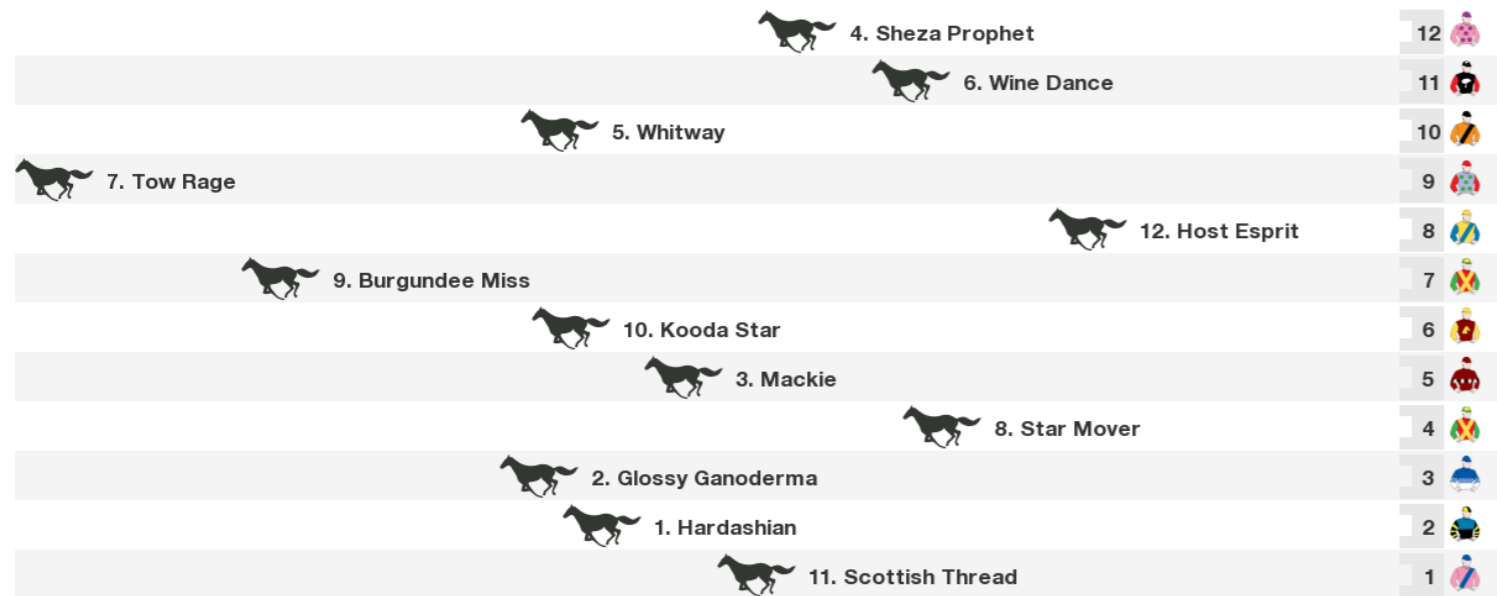 4. Sheza Prophet 12
6. Wine Dance 11
5. Whitway 10
7. Tow Rage 9
12. Host Esprit 8
9. Burgundee Miss 7
10. Kooda Star 6
3. Mackie 5
8. Star Mover 4
2. Glossy Ganoderma 3
1. Hardashian 2
11. Scottish Thread 1